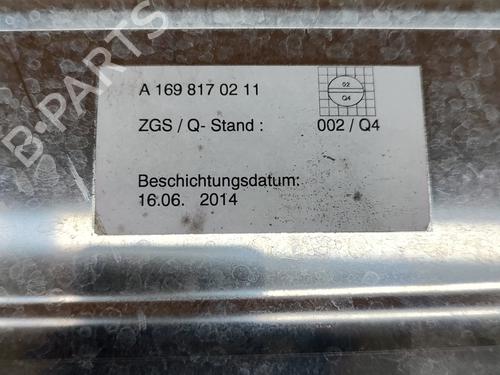 B-PARTS
A 169 817 02 11
02
Q4
ZGS / Q- Stand : 002 / Q4
Beschichtungsdatum:
16.06. 2014